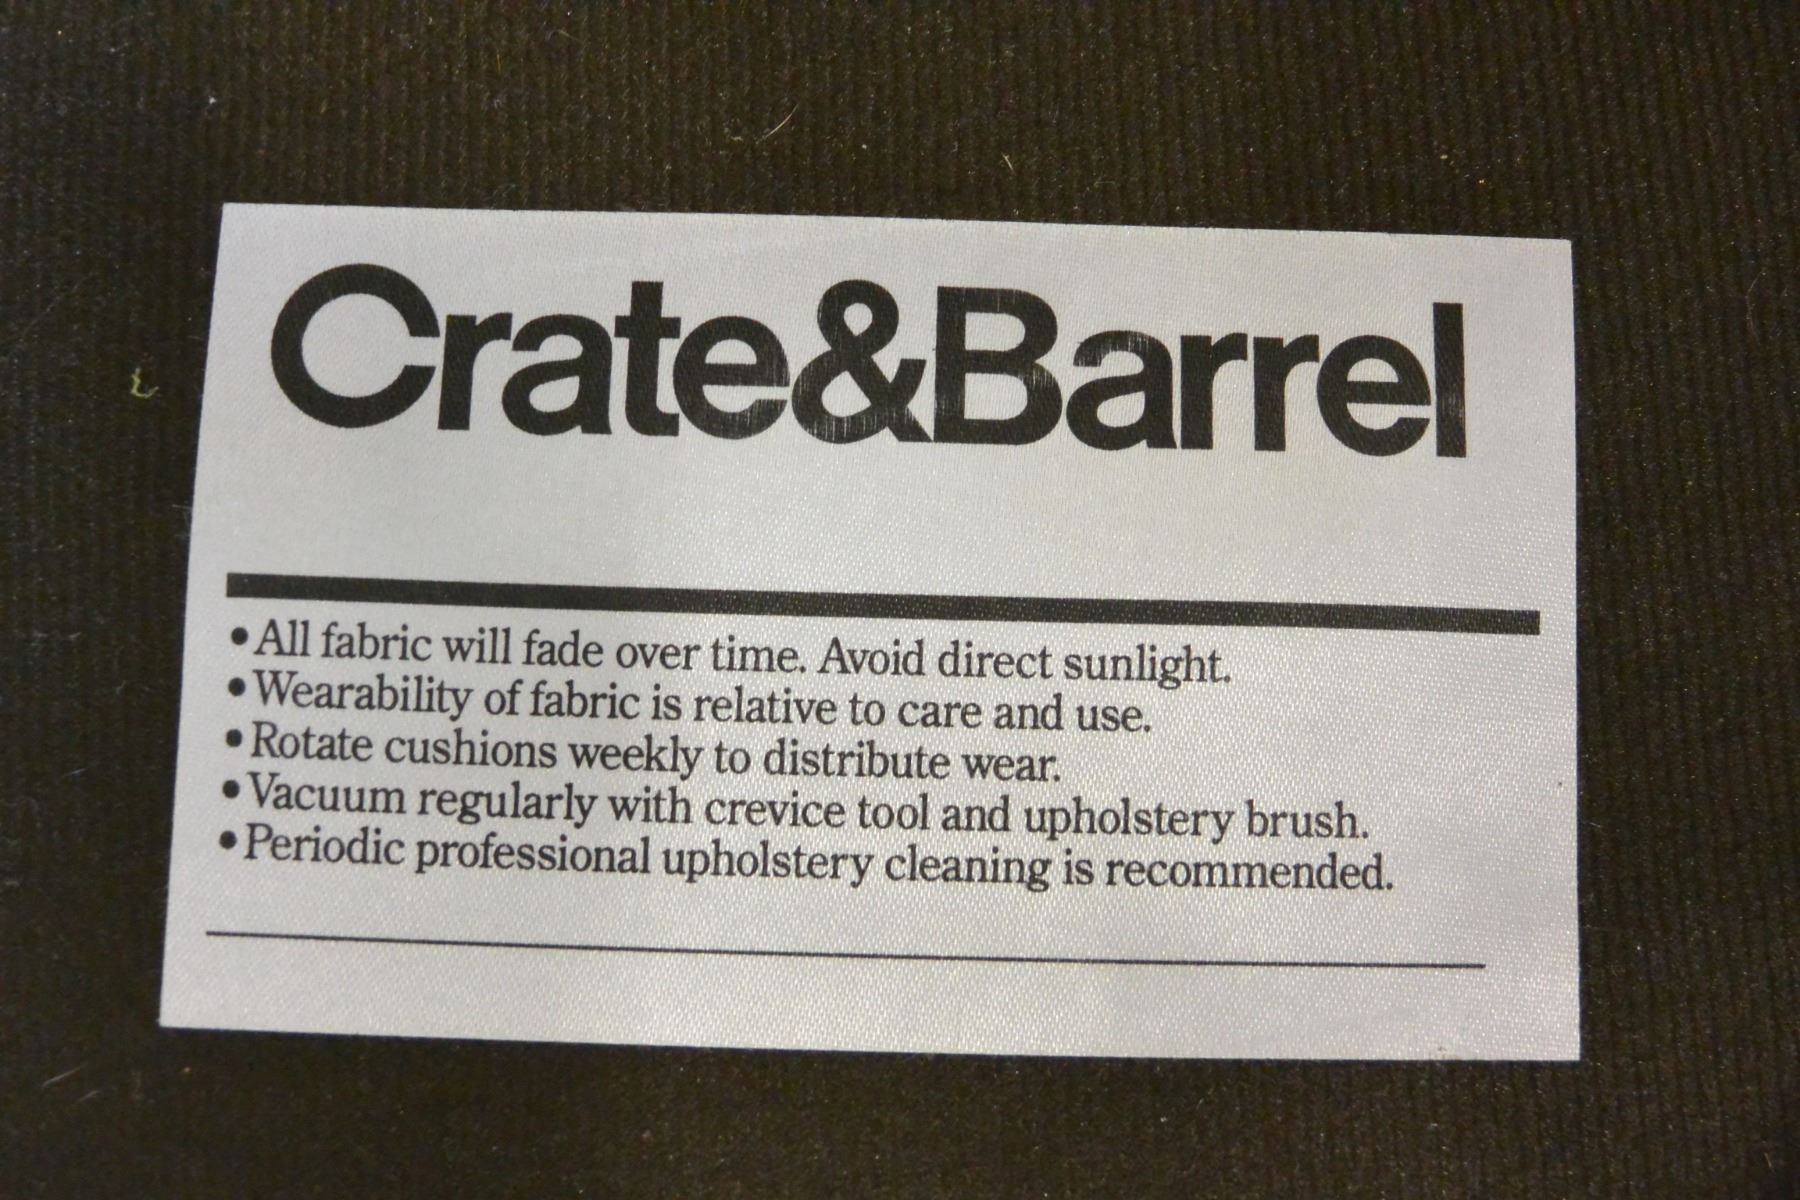 Crate&Barrel
•All fabric will fade over time. Avoid direct sunlight.
•Wearability of fabric is relative to care and use.
•Rotate cushions weekly to distribute wear.
•Vacuum regularly with crevice tool and upholstery brush.
•Periodic professional upholstery cleaning is recommended.